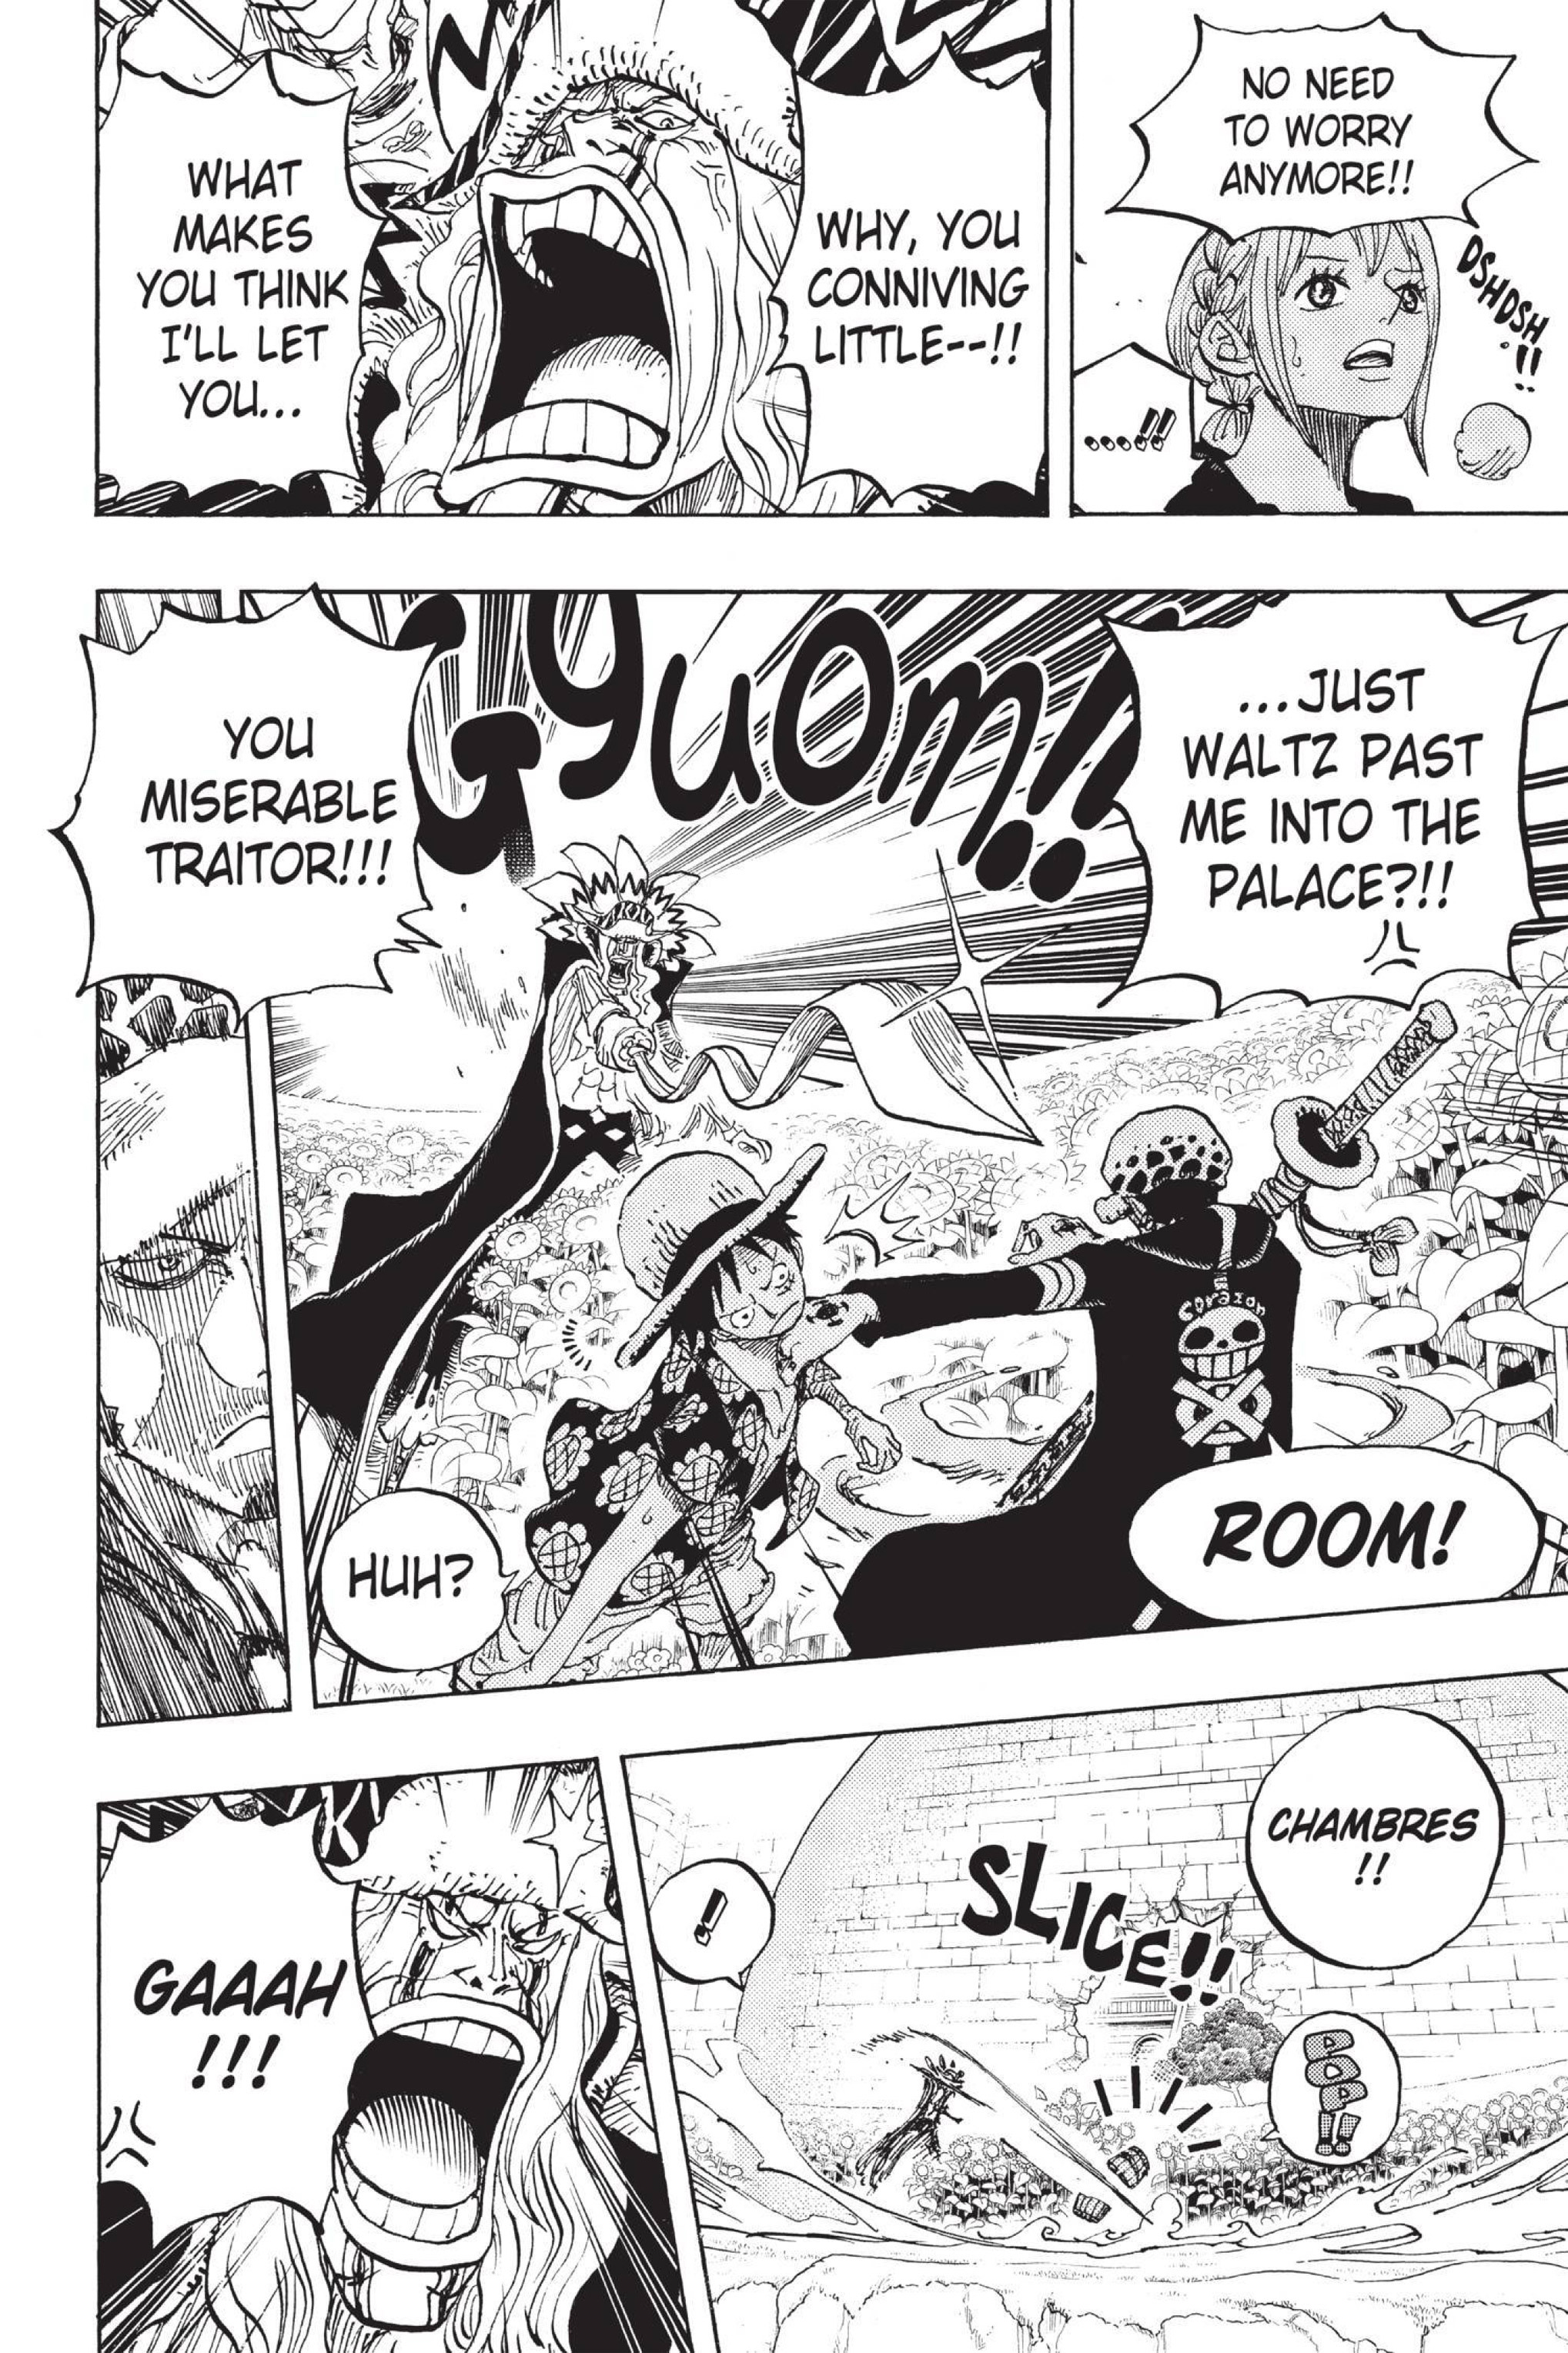 NO NEED
TO WORRY
ANYMORE!!
DSHDSH!!
...!!
WHY, YOU
CONNIVING
LITTLE--!!
WHAT
MAKES
YOU THINK
I'LL LET
YOU...
...JUST
WALTZ PAST
ME INTO THE
PALACE?!!
GYUOM!!
YOU
MISERABLE
TRAITOR!!!
Corazon
ROOM!
HUH?
CHAMBRES
!!
SLICE!!
POP!!
!
GAAAH
!!!